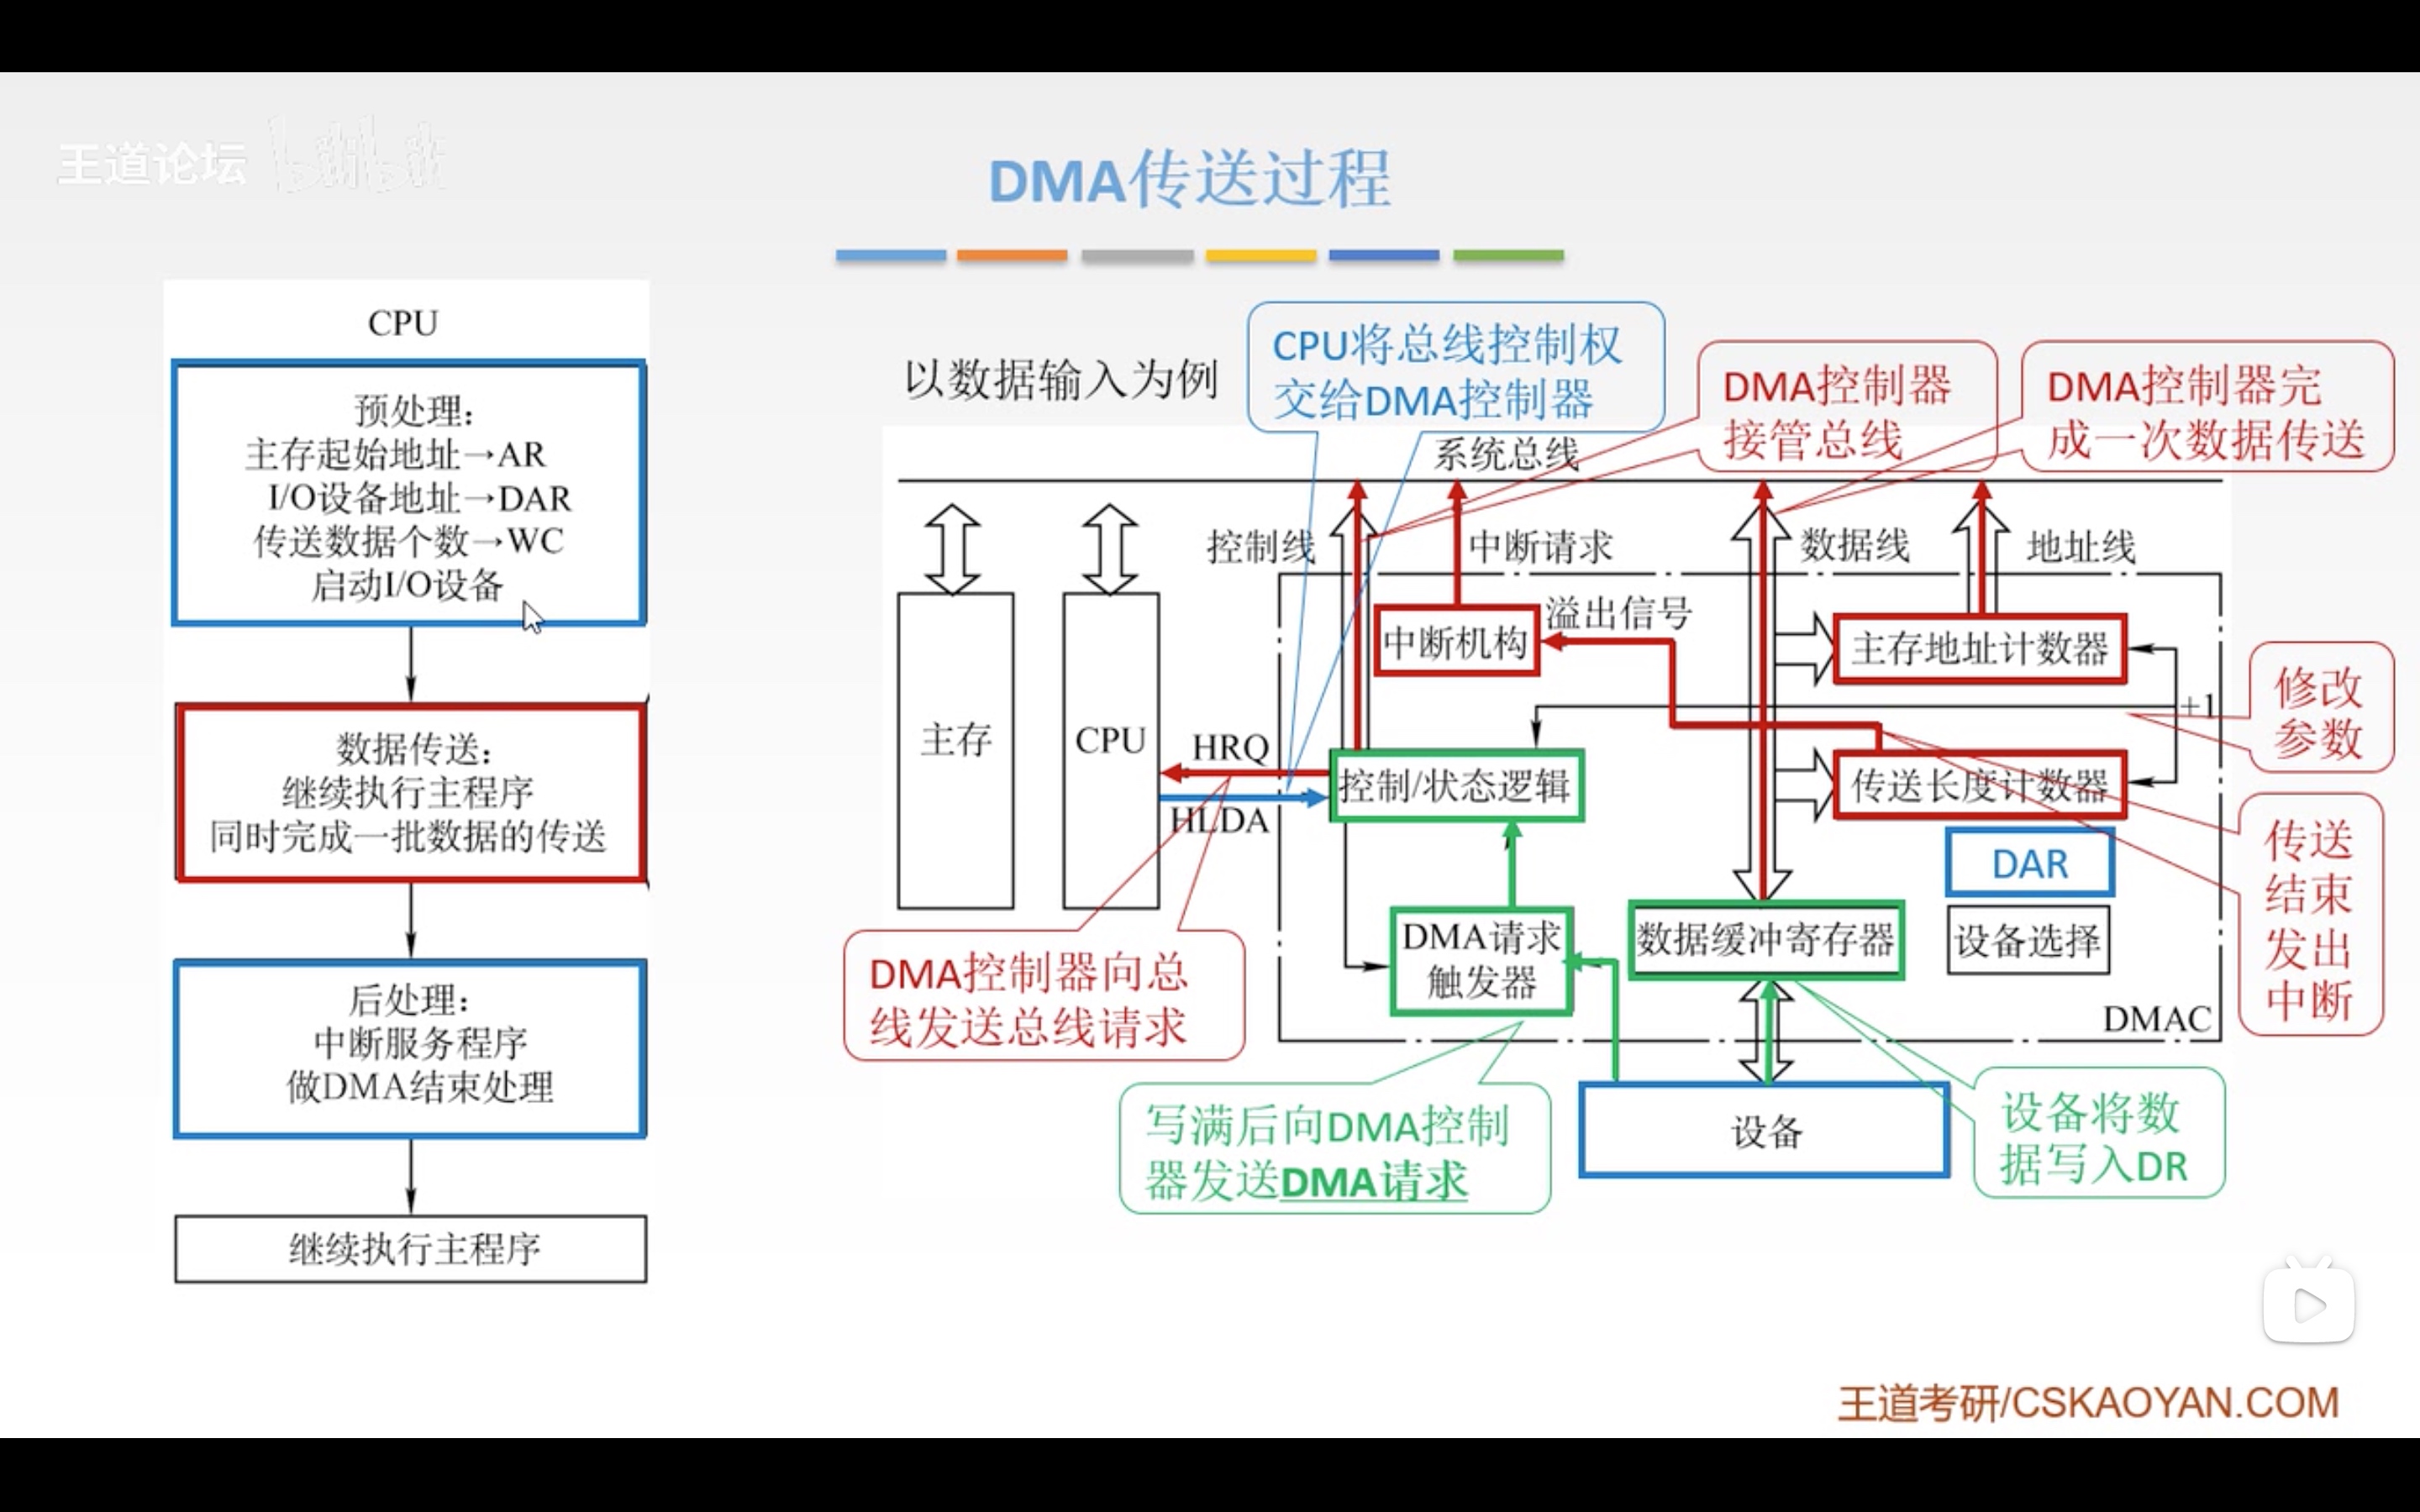 王道论坛 bilibili
DMA传送过程
CPU
预处理：
主存起始地址→AR
I/O设备地址→DAR
传送数据个数→WC
启动I/O设备
数据传送：
继续执行主程序
同时完成一批数据的传送
后处理：
中断服务程序
做DMA结束处理
继续执行主程序
以数据输入为例
CPU将总线控制权
交给DMA控制器
DMA控制器
接管总线
DMA控制器完
成一次数据传送
系统总线
控制线
中断请求
数据线
地址线
中断机构
溢出信号
主存地址计数器
+1
修改
参数
主存
CPU
HRQ
HLDA
控制/状态逻辑
传送长度计数器
DAR
传送
结束
发出
中断
DMA请求
触发器
数据缓冲寄存器
设备选择
DMAC
DMA控制器向总
线发送总线请求
写满后向DMA控制
器发送DMA请求
设备
设备将数
据写入DR
王道考研/CSKAOYAN.COM